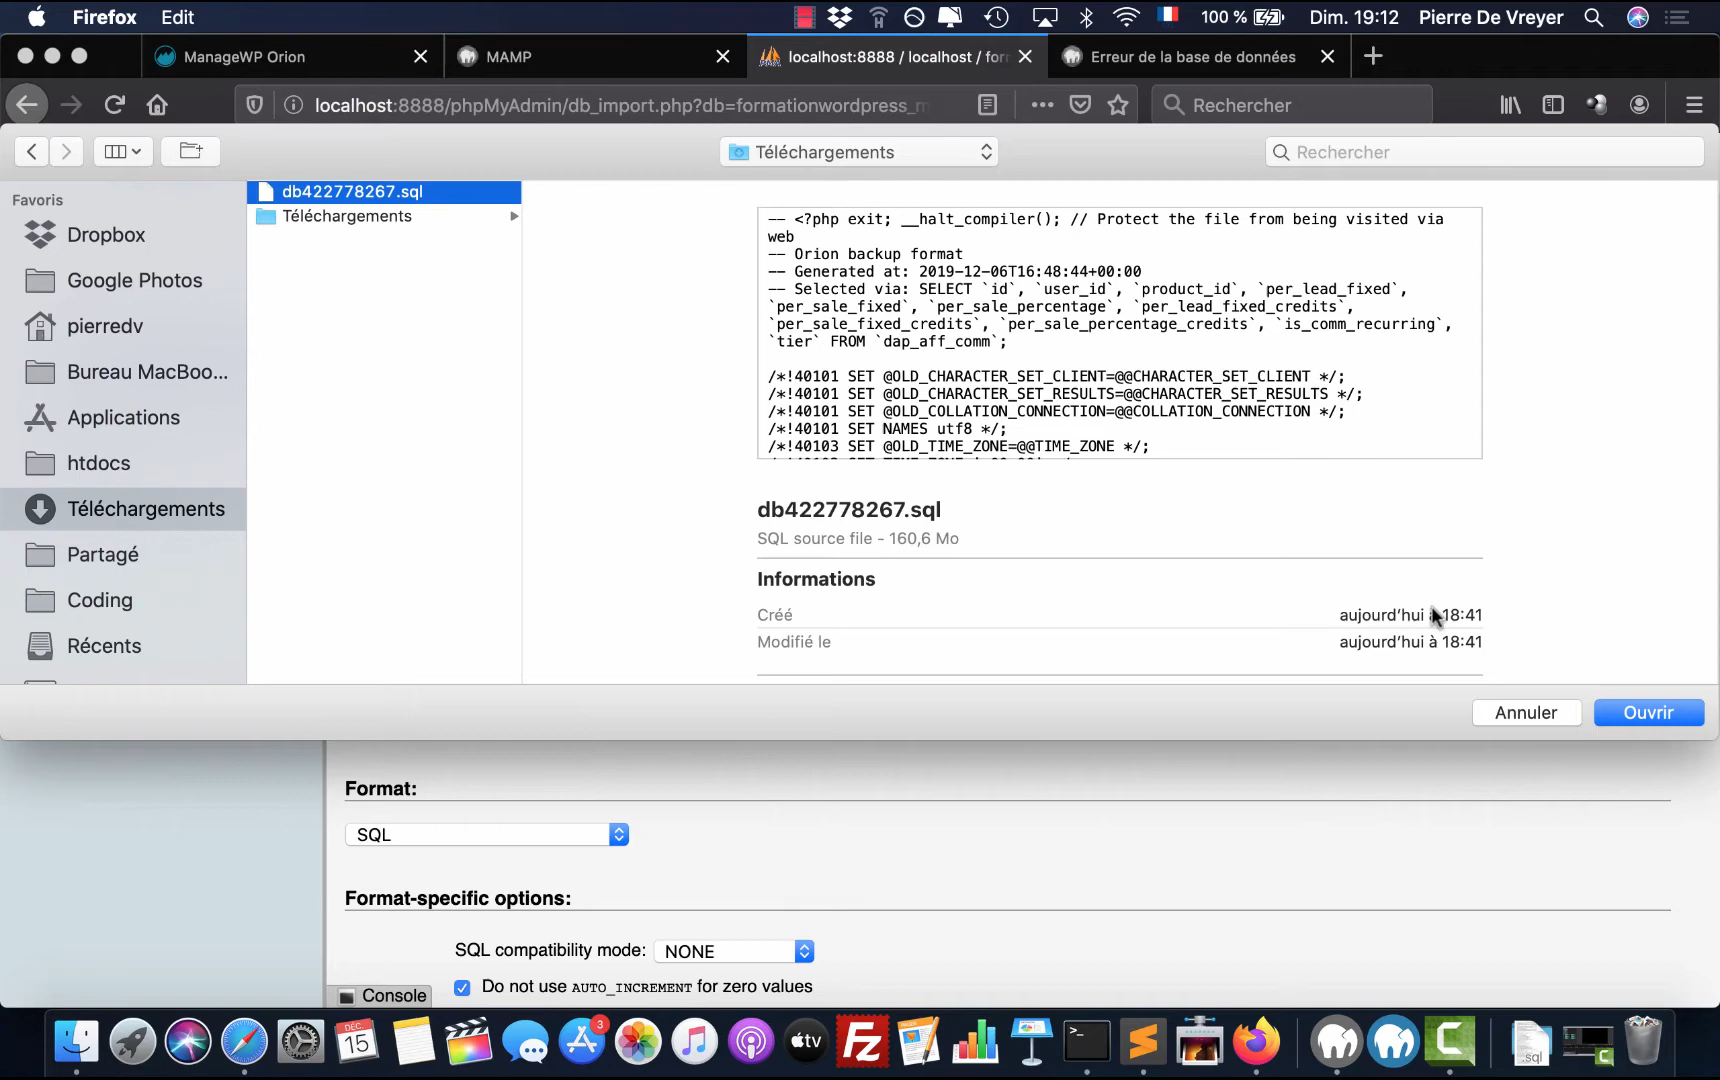 Firefox Edit 100 % Dim. 19:12 Pierre De Vreyer
ManageWP Orion
MAMP
localhost:8888 / localhost / for
Erreur de la base de données
localhost:8888/phpMyAdmin/db_import.php?db=formationwordpress_m
Rechercher
Téléchargements
Rechercher
Favoris
Dropbox
Google Photos
pierredv
Bureau MacBoo...
Applications
htdocs
Téléchargements
Partagé
Coding
Récents
db422778267.sql
Téléchargements
-- <?php exit; __halt_compiler(); // Protect the file from being visited via
web
-- Orion backup format
-- Generated at: 2019-12-06T16:48:44+00:00
-- Selected via: SELECT `id`, `user_id`, `product_id`, `per_lead_fixed`,
`per_sale_fixed`, `per_sale_percentage`, `per_lead_fixed_credits`,
`per_sale_fixed_credits`, `per_sale_percentage_credits`, `is_comm_recurring`,
`tier` FROM `dap_aff_comm`;
/*!40101 SET @OLD_CHARACTER_SET_CLIENT=@@CHARACTER_SET_CLIENT */;
/*!40101 SET @OLD_CHARACTER_SET_RESULTS=@@CHARACTER_SET_RESULTS */;
/*!40101 SET @OLD_COLLATION_CONNECTION=@@COLLATION_CONNECTION */;
/*!40101 SET NAMES utf8 */;
/*!40103 SET @OLD_TIME_ZONE=@@TIME_ZONE */;
db422778267.sql
SQL source file - 160,6 Mo
Informations
Créé aujourd'hui à 18:41
Modifié le aujourd'hui à 18:41
Annuler
Ouvrir
Format:
SQL
Format-specific options:
SQL compatibility mode: NONE
Do not use AUTO_INCREMENT for zero values
Console
DÉC.
15
3
tv
.sql